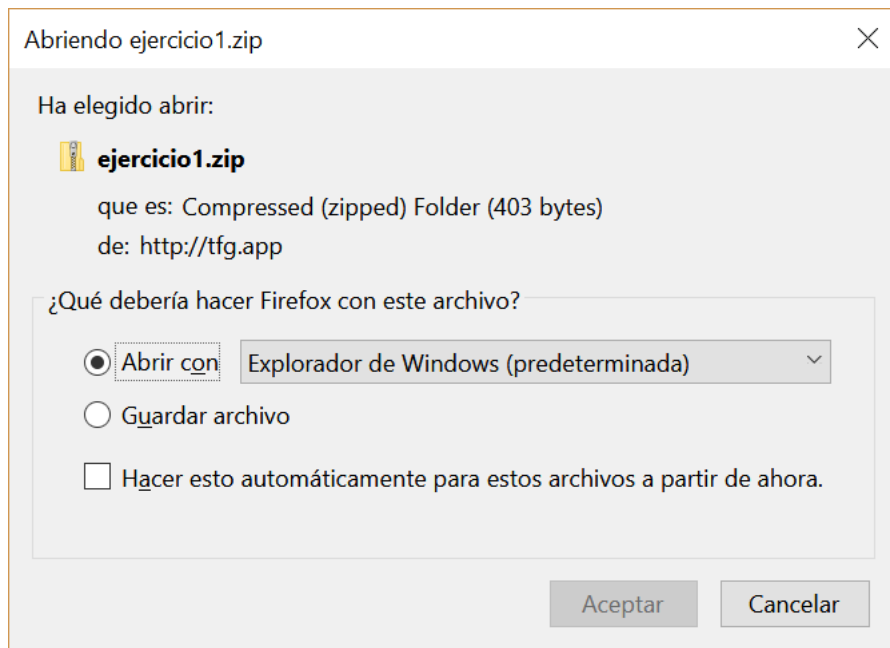 Abriendo ejercicio1.zip
Ha elegido abrir:
ejercicio1.zip
que es: Compressed (zipped) Folder (403 bytes)
de: http://tfg.app
¿Qué debería hacer Firefox con este archivo?
Abrir con Explorador de Windows (predeterminada)
Guardar archivo
Hacer esto automáticamente para estos archivos a partir de ahora.
Aceptar Cancelar